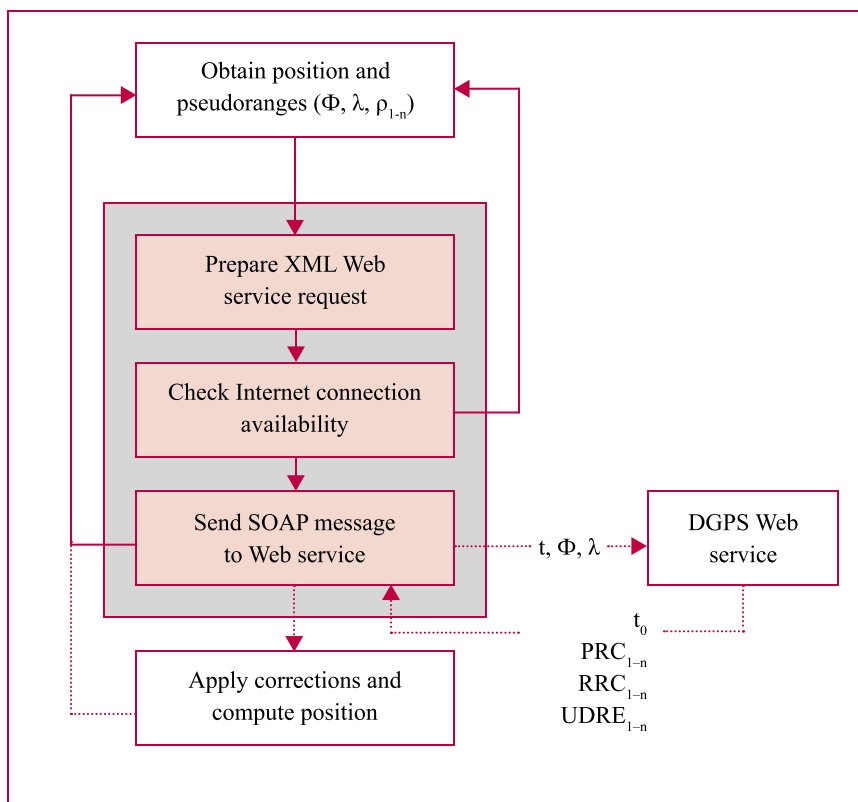 Obtain position and
pseudoranges (Φ, λ, ρ₁₋ₙ)
Prepare XML Web
service request
Check Internet connection
availability
Send SOAP message
to Web service
t, Φ, λ
DGPS Web
service
t₀
PRC₁₋ₙ
RRC₁₋ₙ
UDRE₁₋ₙ
Apply corrections and
compute position